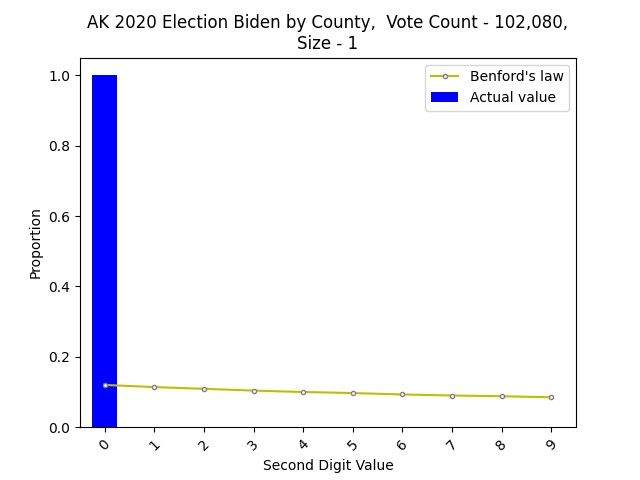 AK 2020 Election Biden by County,  Vote Count - 102,080,
Size - 1
Benford's law
Actual value
1.0
0.8
0.6
0.4
0.2
0.0
Proportion
0 1 2 3 4 5 6 7 8 9
Second Digit Value